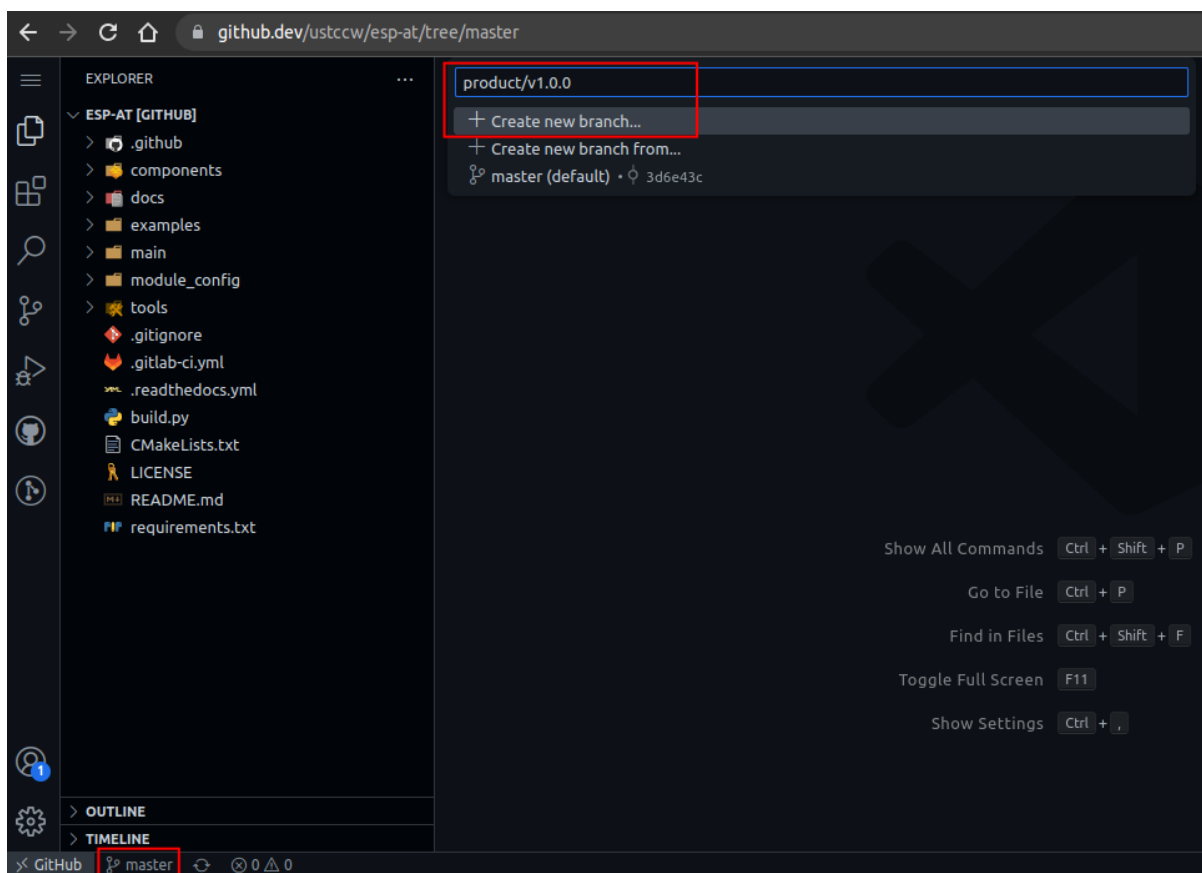 github.dev/ustccw/esp-at/tree/master
EXPLORER
...
product/v1.0.0
ESP-AT [GITHUB]
Create new branch...
.github
Create new branch from...
components
master (default) • 3d6e43c
docs
examples
main
module_config
tools
.gitignore
.gitlab-ci.yml
.readthedocs.yml
build.py
CMakeLists.txt
LICENSE
README.md
requirements.txt
Show All Commands Ctrl + Shift + P
Go to File Ctrl + P
Find in Files Ctrl + Shift + F
Toggle Full Screen F11
Show Settings Ctrl + ,
1
OUTLINE
TIMELINE
GitHub master 0 0